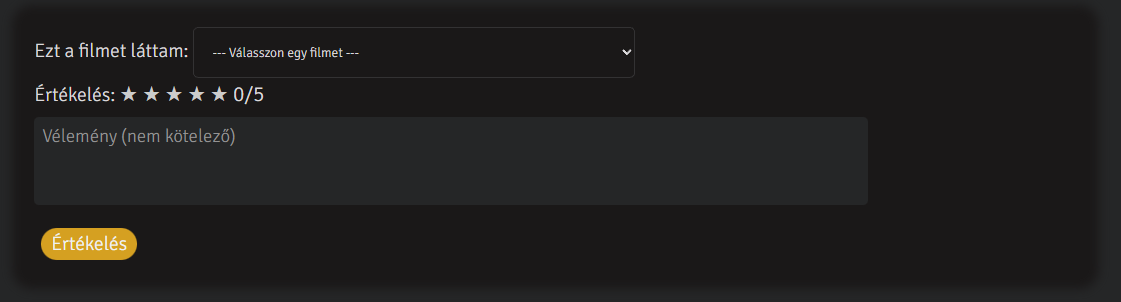 Ezt a filmet láttam: --- Válasszon egy filmet ---
Értékelés: ★ ★ ★ ★ ★ 0/5
Vélemény (nem kötelező)
Értékelés